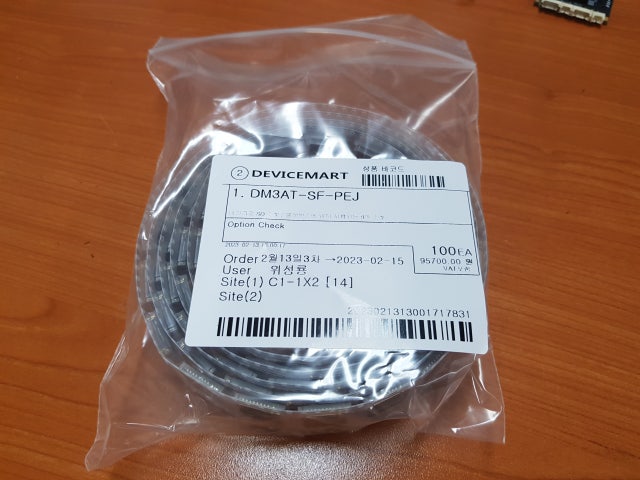 2 DEVICEMART 상품 바코드
1. DM3AT-SF-PEJ
Option Check
100EA
95700.00 원
Order 2월13일3차 →2023-02-15
User 위성룡
Site(1) C1-1X2 [14]
Site(2)
2023021313001717831